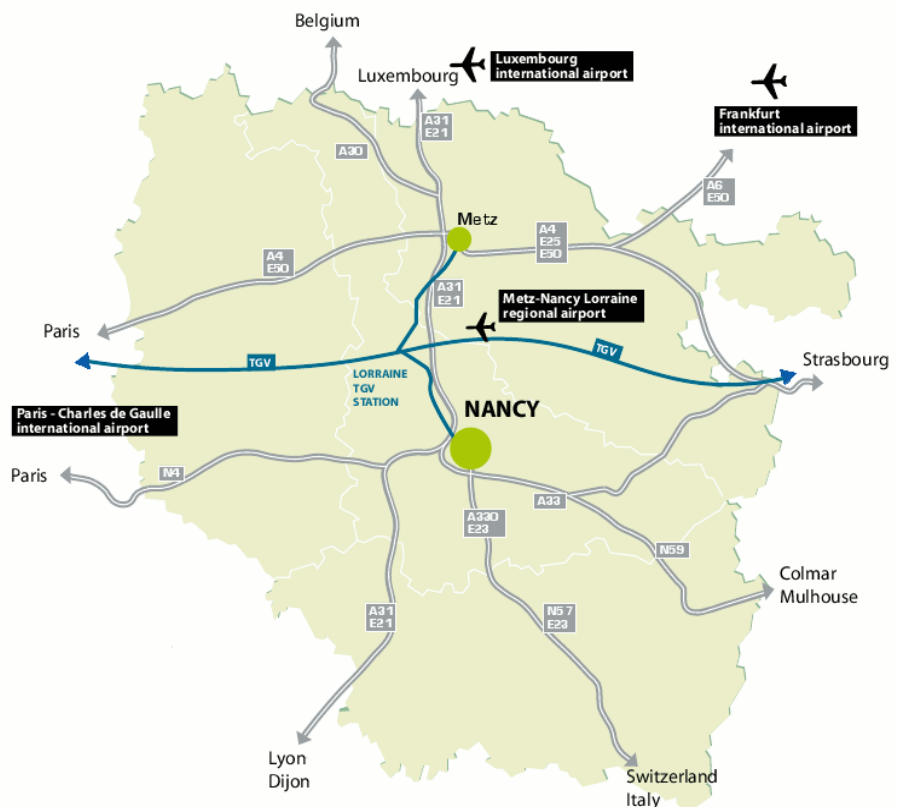 Belgium
Luxembourg
Luxembourg
international airport
Frankfurt
international airport
A31
E21
A30
A6
E50
Metz
A4
E25
E50
A4
E50
A31
E21
Metz-Nancy Lorraine
regional airport
Paris
TGV
TGV
Strasbourg
LORRAINE
TGV
STATION
NANCY
Paris - Charles de Gaulle
international airport
Paris
N4
A33
A330
E23
N59
Colmar
Mulhouse
A31
E21
N57
E23
Lyon
Dijon
Switzerland
Italy